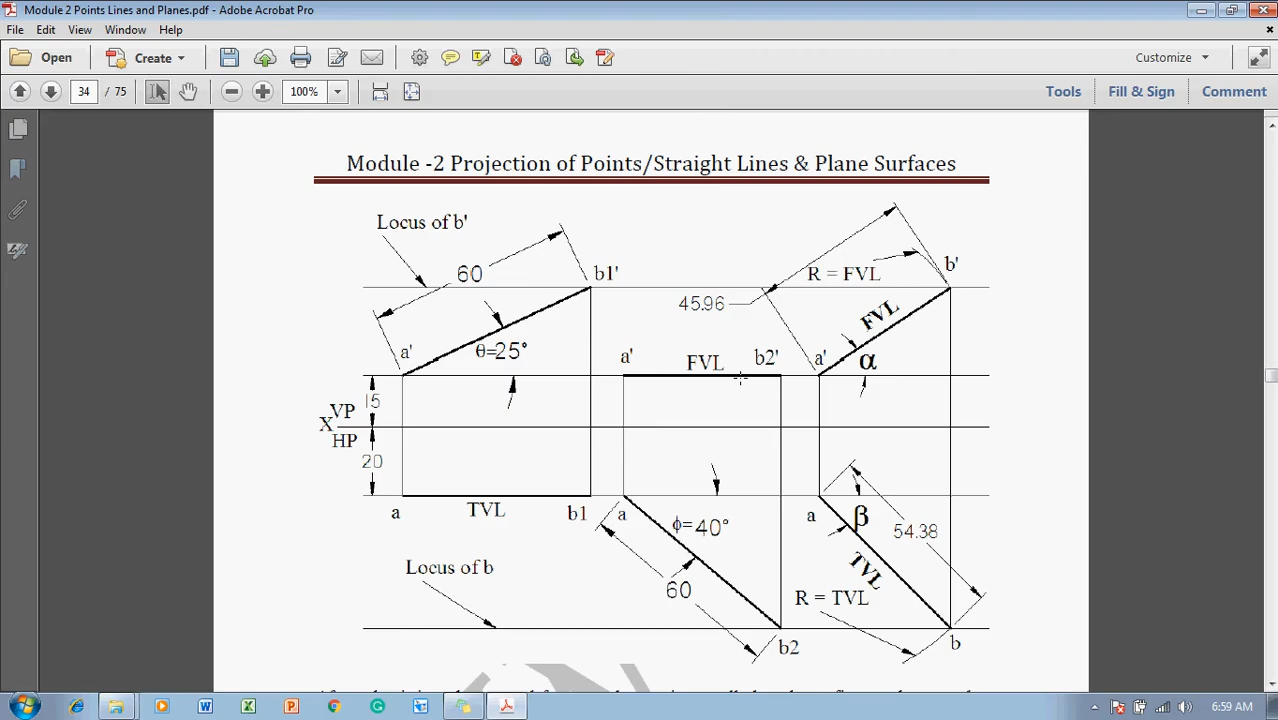 Module 2 Points Lines and Planes.pdf - Adobe Acrobat Pro
File Edit View Window Help
Open Create Customize
34 / 75 100% Tools Fill & Sign Comment
Module -2 Projection of Points/Straight Lines & Plane Surfaces
Locus of b'
60
b1'
R = FVL
b'
45.96
FVL
a'
θ=25°
a'
FVL
b2'
a'
α
15
X
VP
HP
20
a
TVL
b1
a
ϕ=40°
a
β
54.38
TVL
Locus of b
60
R = TVL
b2
b
6:59 AM